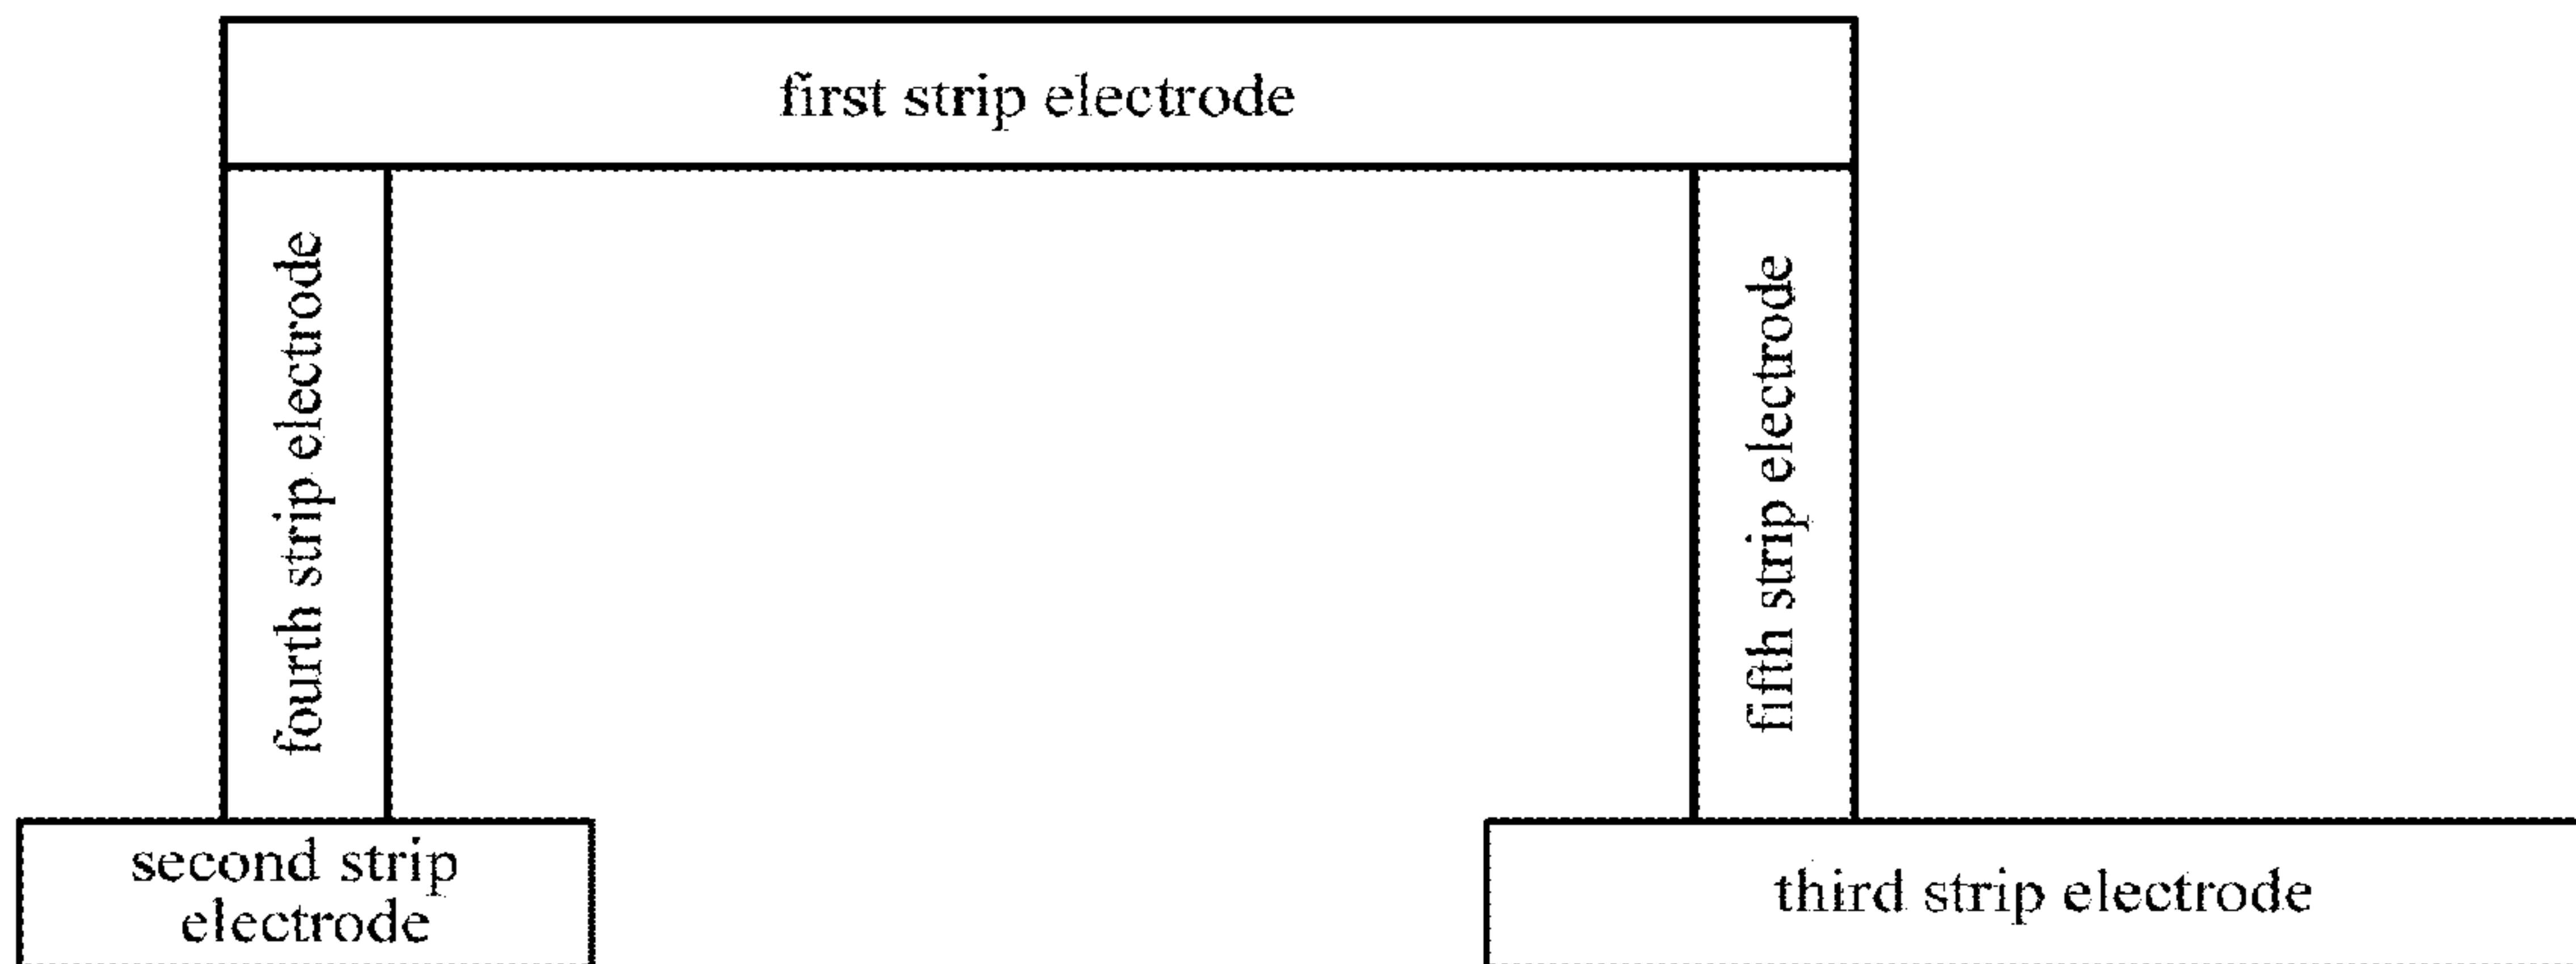 first strip electrode
fourth strip electrode
fifth strip electrode
second strip
electrode
third strip electrode